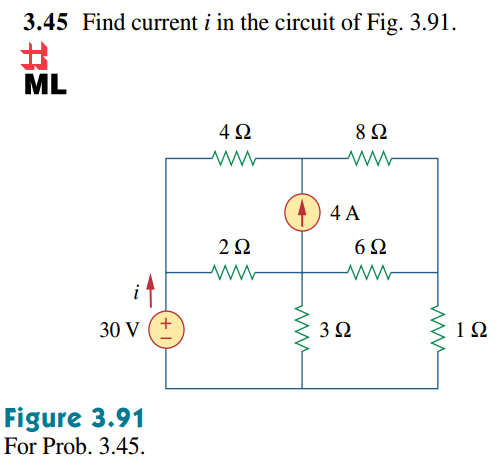 3.45 Find current i in the circuit of Fig. 3.91.
ML
4 Ω
8 Ω
4 A
2 Ω
6 Ω
i
30 V
+
−
3 Ω
1 Ω
Figure 3.91
For Prob. 3.45.